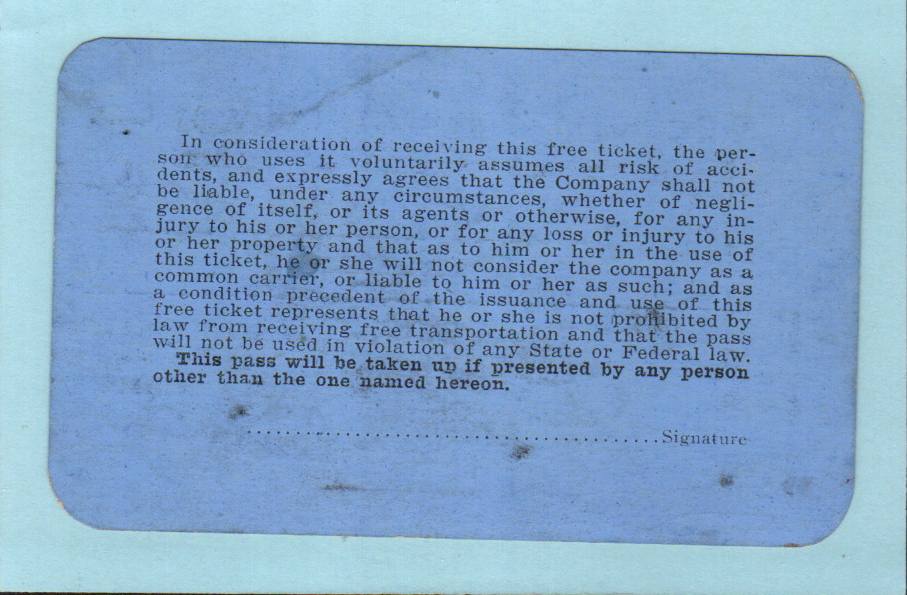 In consideration of receiving this free ticket, the per-
son who uses it voluntarily assumes all risk of acci-
dents, and expressly agrees that the Company shall not
be liable, under any circumstances, whether of negli-
gence of itself, or its agents or otherwise, for any in-
jury to his or her person, or for any loss or injury to his
or her property and that as to him or her in the use of
this ticket, he or she will not consider the company as a
common carrier, or liable to him or her as such; and as
a condition precedent of the issuance and use of this
free ticket represents that he or she is not prohibited by
law from receiving free transportation and that the pass
will not be used in violation of any State or Federal law.
This pass will be taken up if presented by any person
other than the one named hereon.
........................................Signature